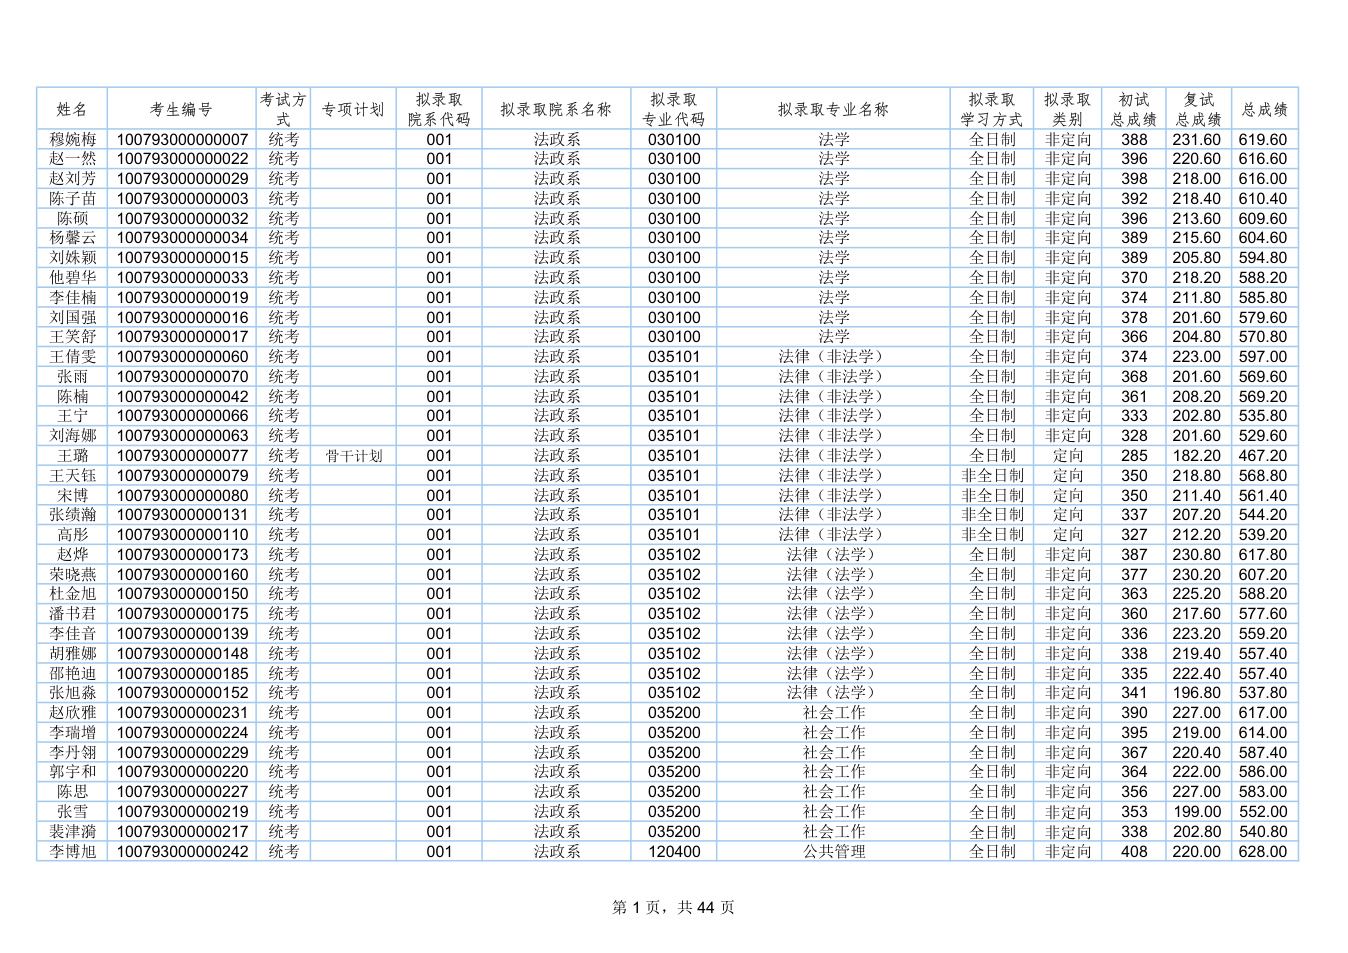 姓名 考生编号 考试方式 专项计划 拟录取院系代码 拟录取院系名称 拟录取专业代码 拟录取专业名称 拟录取学习方式 拟录取类别 初试总成绩 复试总成绩 总成绩
穆婉梅 100793000000007 统考 001 法政系 030100 法学 全日制 非定向 388 231.60 619.60
赵一然 100793000000022 统考 001 法政系 030100 法学 全日制 非定向 396 220.60 616.60
赵刘芳 100793000000029 统考 001 法政系 030100 法学 全日制 非定向 398 218.00 616.00
陈子苗 100793000000003 统考 001 法政系 030100 法学 全日制 非定向 392 218.40 610.40
陈硕 100793000000032 统考 001 法政系 030100 法学 全日制 非定向 396 213.60 609.60
杨馨云 100793000000034 统考 001 法政系 030100 法学 全日制 非定向 389 215.60 604.60
刘姝颖 100793000000015 统考 001 法政系 030100 法学 全日制 非定向 389 205.80 594.80
他碧华 100793000000033 统考 001 法政系 030100 法学 全日制 非定向 370 218.20 588.20
李佳楠 100793000000019 统考 001 法政系 030100 法学 全日制 非定向 374 211.80 585.80
刘国强 100793000000016 统考 001 法政系 030100 法学 全日制 非定向 378 201.60 579.60
王笑舒 100793000000017 统考 001 法政系 030100 法学 全日制 非定向 366 204.80 570.80
王倩雯 100793000000060 统考 001 法政系 035101 法律（非法学） 全日制 非定向 374 223.00 597.00
张雨 100793000000070 统考 001 法政系 035101 法律（非法学） 全日制 非定向 368 201.60 569.60
陈楠 100793000000042 统考 001 法政系 035101 法律（非法学） 全日制 非定向 361 208.20 569.20
王宁 100793000000066 统考 001 法政系 035101 法律（非法学） 全日制 非定向 333 202.80 535.80
刘海娜 100793000000063 统考 001 法政系 035101 法律（非法学） 全日制 非定向 328 201.60 529.60
王璐 100793000000077 统考 骨干计划 001 法政系 035101 法律（非法学） 全日制 定向 285 182.20 467.20
王天钰 100793000000079 统考 001 法政系 035101 法律（非法学） 非全日制 定向 350 218.80 568.80
宋博 100793000000080 统考 001 法政系 035101 法律（非法学） 非全日制 定向 350 211.40 561.40
张绩瀚 100793000000131 统考 001 法政系 035101 法律（非法学） 非全日制 定向 337 207.20 544.20
高彤 100793000000110 统考 001 法政系 035101 法律（非法学） 非全日制 定向 327 212.20 539.20
赵烨 100793000000173 统考 001 法政系 035102 法律（法学） 全日制 非定向 387 230.80 617.80
荣晓燕 100793000000160 统考 001 法政系 035102 法律（法学） 全日制 非定向 377 230.20 607.20
杜金旭 100793000000150 统考 001 法政系 035102 法律（法学） 全日制 非定向 363 225.20 588.20
潘书君 100793000000175 统考 001 法政系 035102 法律（法学） 全日制 非定向 360 217.60 577.60
李佳音 100793000000139 统考 001 法政系 035102 法律（法学） 全日制 非定向 336 223.20 559.20
胡雅娜 100793000000148 统考 001 法政系 035102 法律（法学） 全日制 非定向 338 219.40 557.40
邵艳迪 100793000000185 统考 001 法政系 035102 法律（法学） 全日制 非定向 335 222.40 557.40
张旭淼 100793000000152 统考 001 法政系 035102 法律（法学） 全日制 非定向 341 196.80 537.80
赵欣雅 100793000000231 统考 001 法政系 035200 社会工作 全日制 非定向 390 227.00 617.00
李瑞增 100793000000224 统考 001 法政系 035200 社会工作 全日制 非定向 395 219.00 614.00
李丹翎 100793000000229 统考 001 法政系 035200 社会工作 全日制 非定向 367 220.40 587.40
郭宇和 100793000000220 统考 001 法政系 035200 社会工作 全日制 非定向 364 222.00 586.00
陈思 100793000000227 统考 001 法政系 035200 社会工作 全日制 非定向 356 227.00 583.00
张雪 100793000000219 统考 001 法政系 035200 社会工作 全日制 非定向 353 199.00 552.00
裴津漪 100793000000217 统考 001 法政系 035200 社会工作 全日制 非定向 338 202.80 540.80
李博旭 100793000000242 统考 001 法政系 120400 公共管理 全日制 非定向 408 220.00 628.00
第 1 页，共 44 页